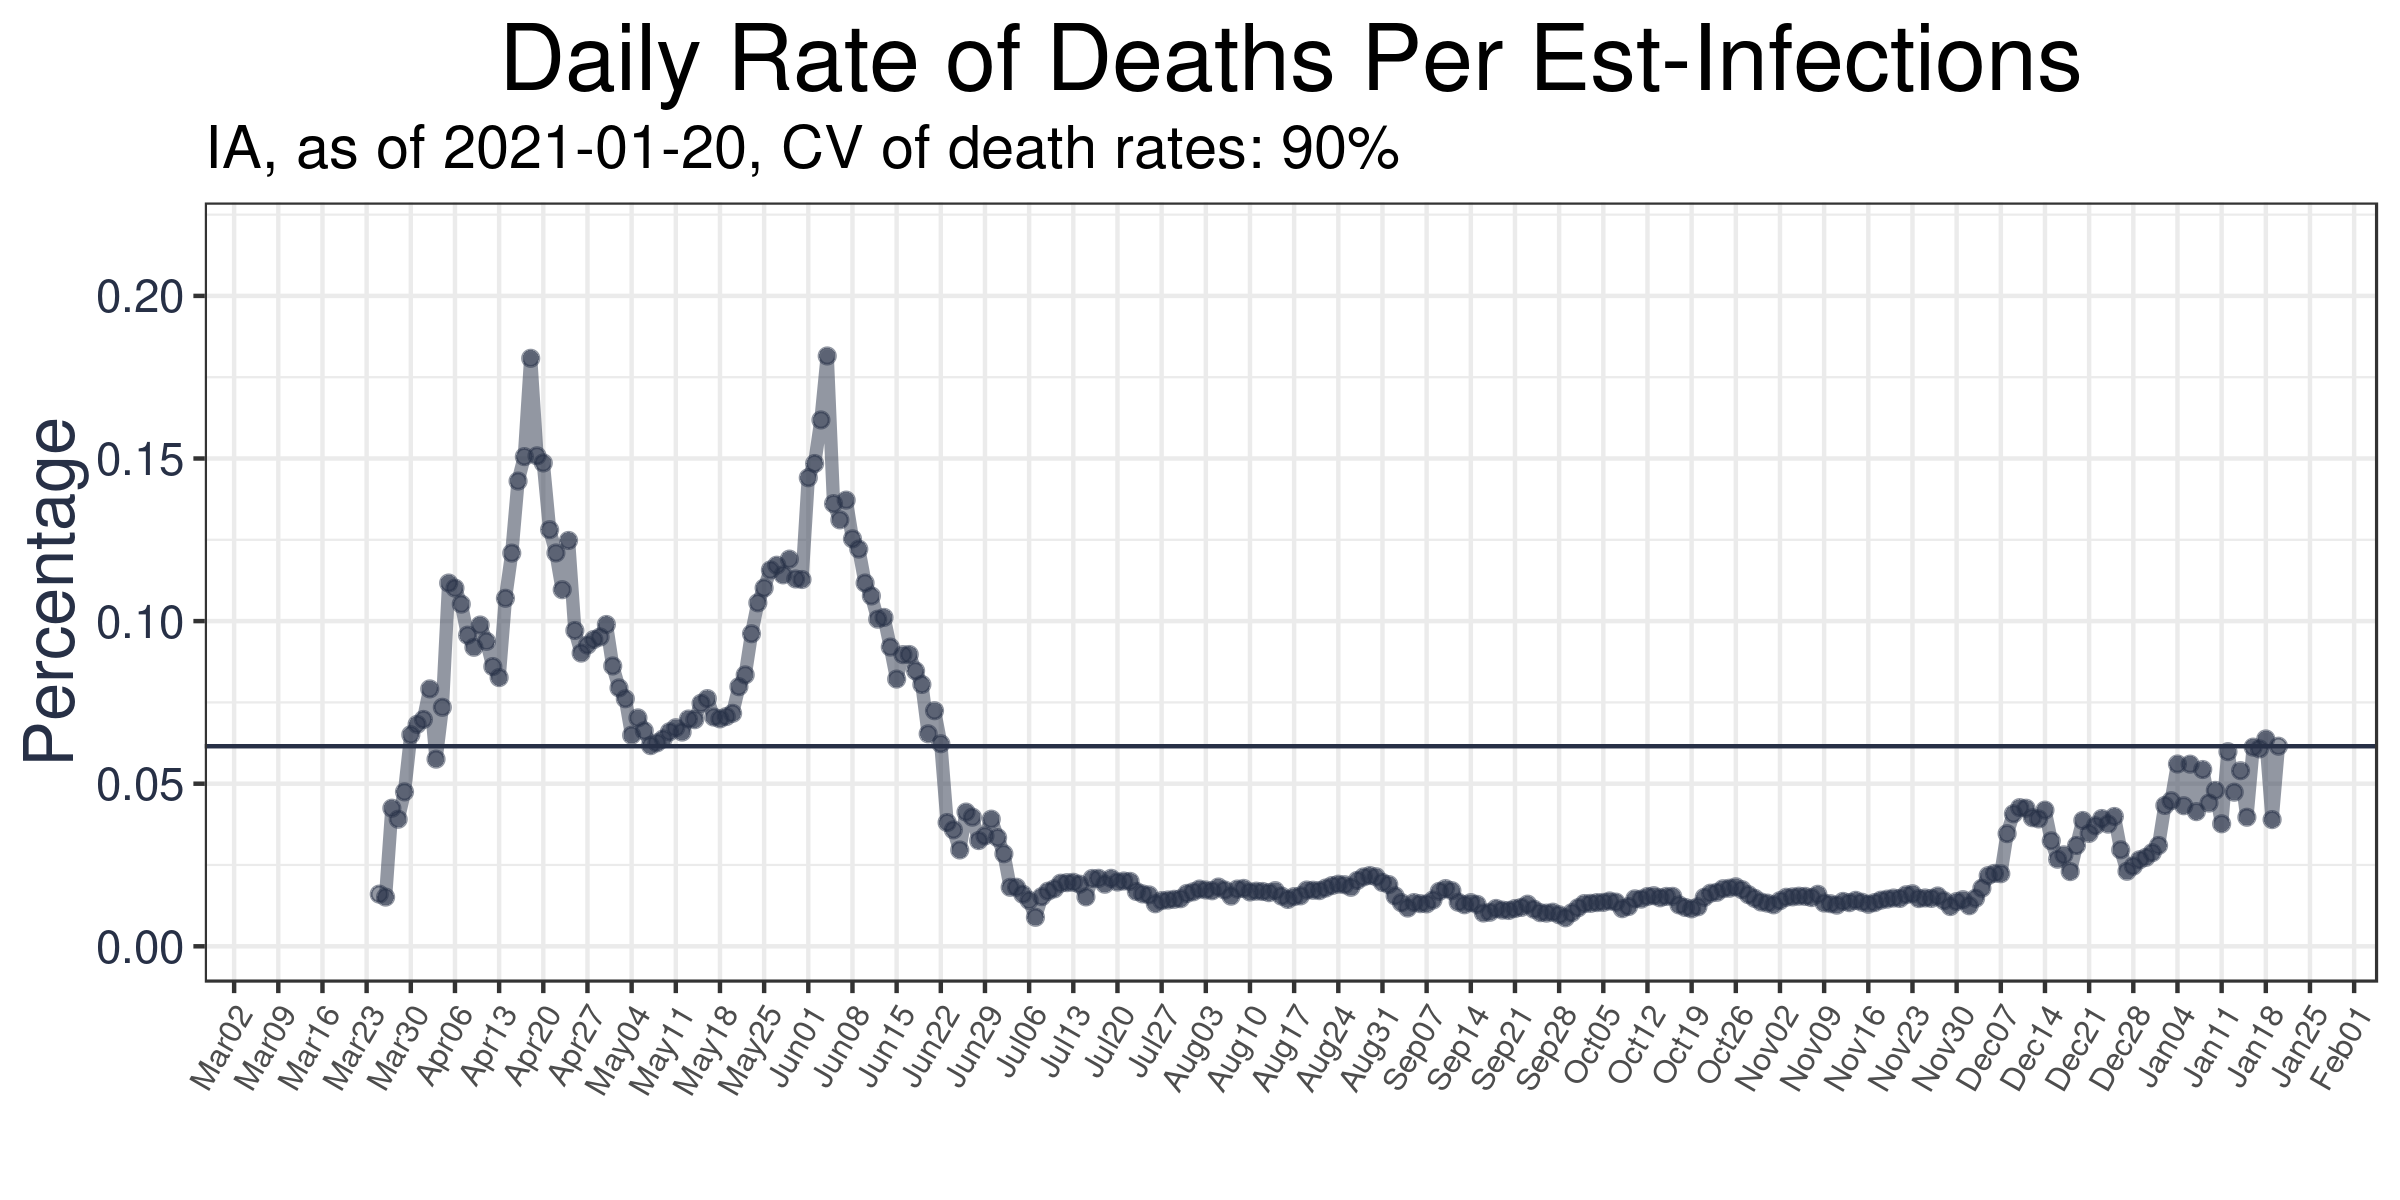 Daily Rate of Deaths Per Est-Infections
IA, as of 2021-01-20, CV of death rates: 90%
Percentage
0.20
0.15
0.10
0.05
0.00
Mar02
Mar09
Mar16
Mar23
Mar30
Apr06
Apr13
Apr20
Apr27
May04
May11
May18
May25
Jun01
Jun08
Jun15
Jun22
Jun29
Jul06
Jul13
Jul20
Jul27
Aug03
Aug10
Aug17
Aug24
Aug31
Sep07
Sep14
Sep21
Sep28
Oct05
Oct12
Oct19
Oct26
Nov02
Nov09
Nov16
Nov23
Nov30
Dec07
Dec14
Dec21
Dec28
Jan04
Jan11
Jan18
Jan25
Feb01